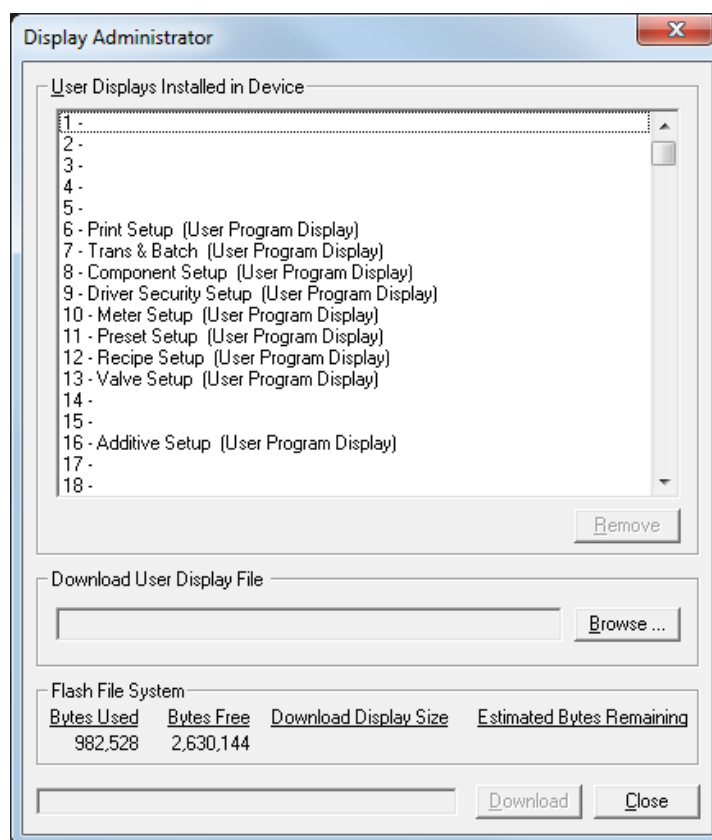 Display Administrator
User Displays Installed in Device
1 -
2 -
3 -
4 -
5 -
6 - Print Setup (User Program Display)
7 - Trans & Batch (User Program Display)
8 - Component Setup (User Program Display)
9 - Driver Security Setup (User Program Display)
10 - Meter Setup (User Program Display)
11 - Preset Setup (User Program Display)
12 - Recipe Setup (User Program Display)
13 - Valve Setup (User Program Display)
14 -
15 -
16 - Additive Setup (User Program Display)
17 -
18 -
Remove
Download User Display File
Browse ...
Flash File System
Bytes Used Bytes Free Download Display Size Estimated Bytes Remaining
982,528 2,630,144
Download Close